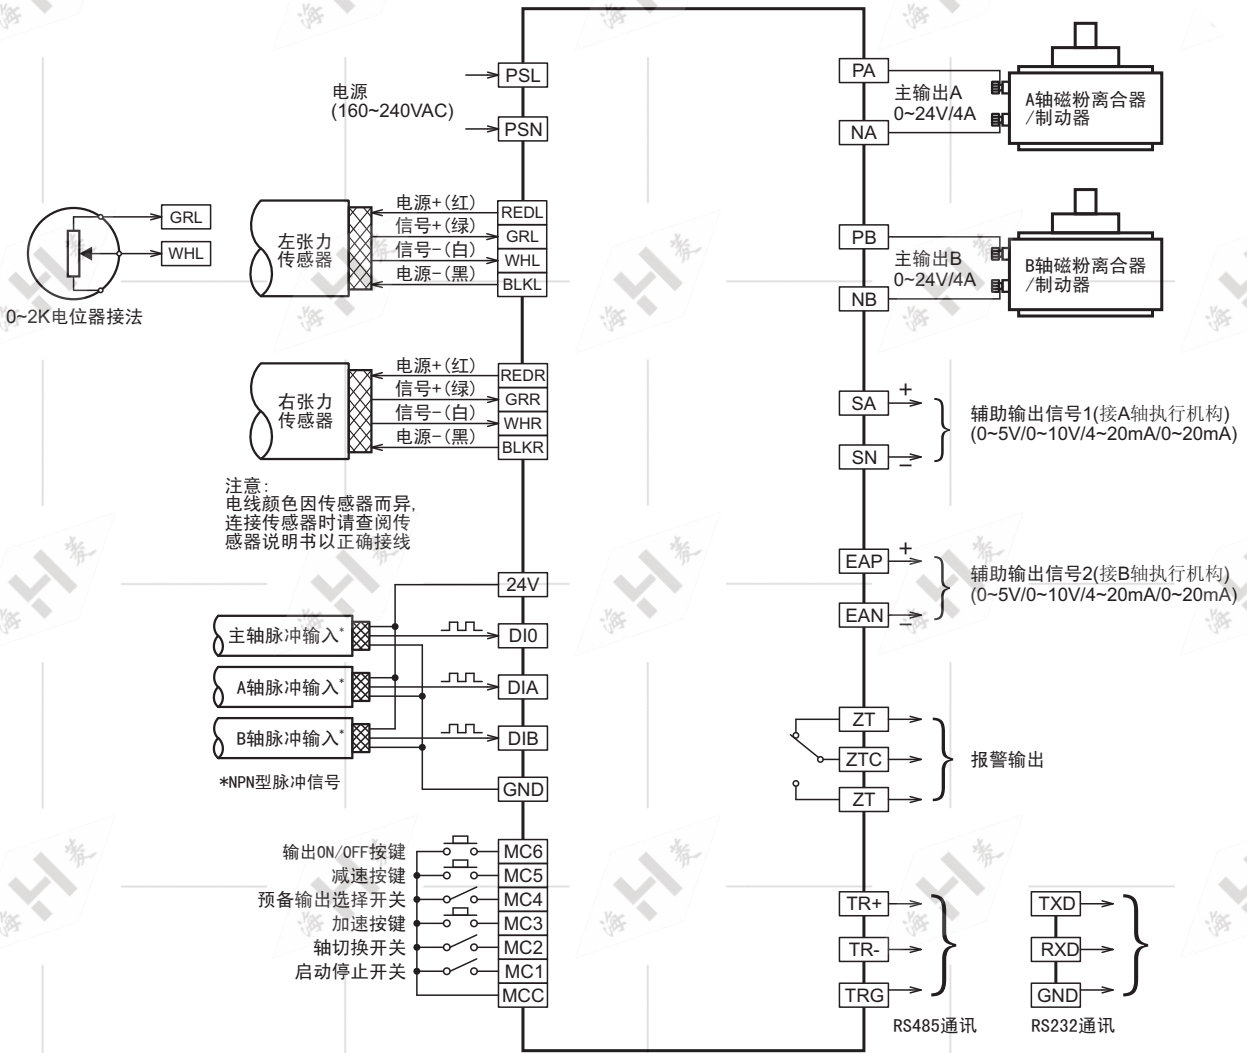 电源
(160~240VAC)
PSL
PSN
GRL
WHL
0~2K电位器接法
左张力
传感器
电源+(红)
信号+(绿)
信号-(白)
电源-(黑)
REDL
GRL
WHL
BLKL
右张力
传感器
电源+(红)
信号+(绿)
信号-(白)
电源-(黑)
REDR
GRR
WHR
BLKR
注意:
电线颜色因传感器而异,
连接传感器时请查阅传
感器说明书以正确接线
24V
主轴脉冲输入*
DI0
A轴脉冲输入*
DIA
B轴脉冲输入*
DIB
*NPN型脉冲信号
GND
输出ON/OFF按键
MC6
减速按键
MC5
预备输出选择开关
MC4
加速按键
MC3
轴切换开关
MC2
启动停止开关
MC1
MCC
PA
NA
主输出A
0~24V/4A
A轴磁粉离合器
/制动器
PB
NB
主输出B
0~24V/4A
B轴磁粉离合器
/制动器
SA
+
SN
−
辅助输出信号1(接A轴执行机构)
(0~5V/0~10V/4~20mA/0~20mA)
EAP
+
EAN
−
辅助输出信号2(接B轴执行机构)
(0~5V/0~10V/4~20mA/0~20mA)
ZT
ZTC
ZT
报警输出
TR+
TR-
TRG
RS485通讯
TXD
RXD
GND
RS232通讯
海H菱